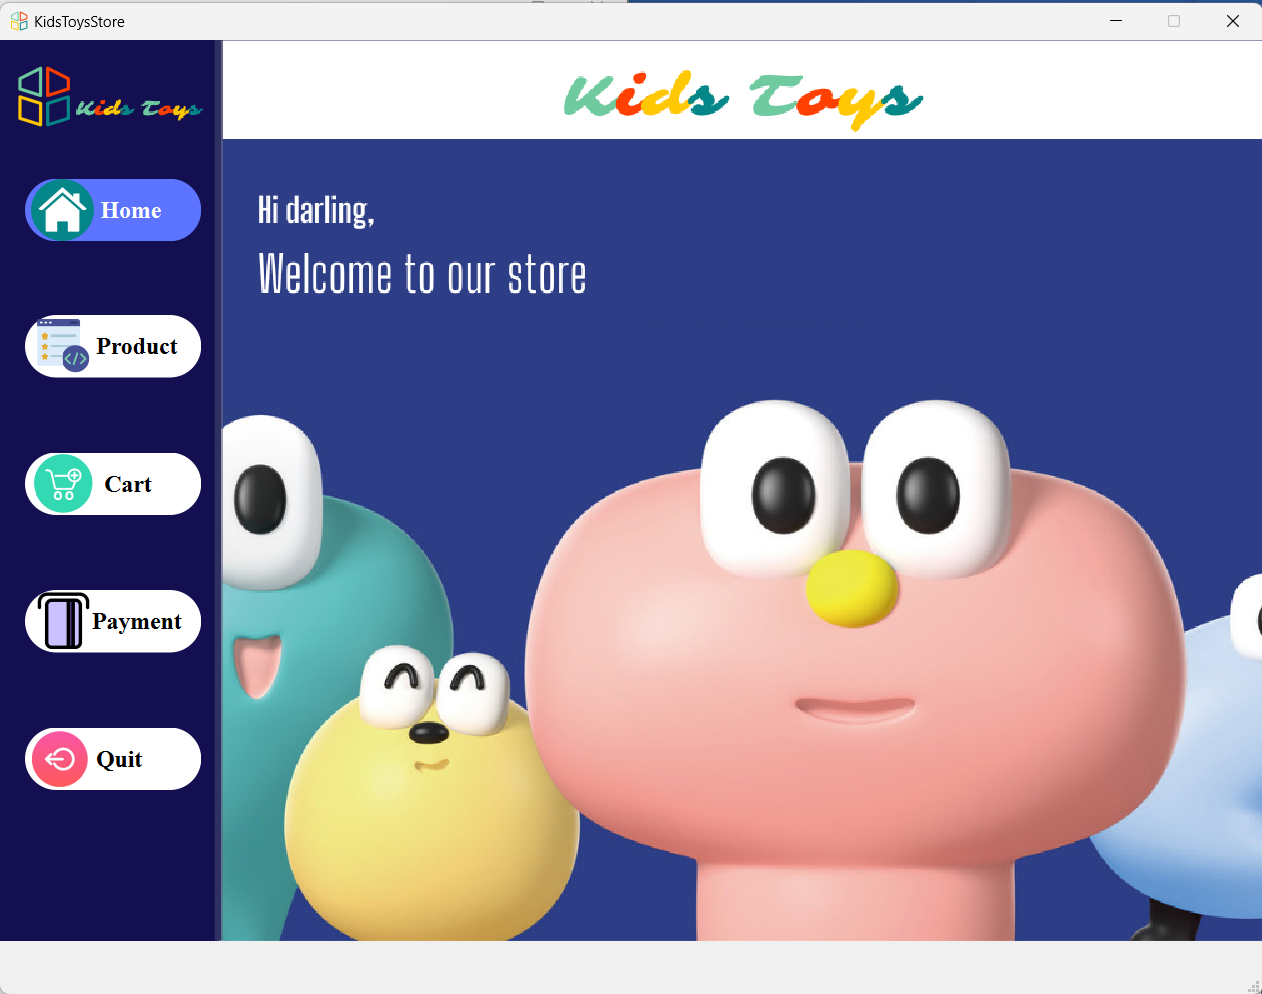 KidsToysStore
Kids Toys
Kids Toys
Home
Product
Cart
Payment
Quit
Hi darling,
Welcome to our store